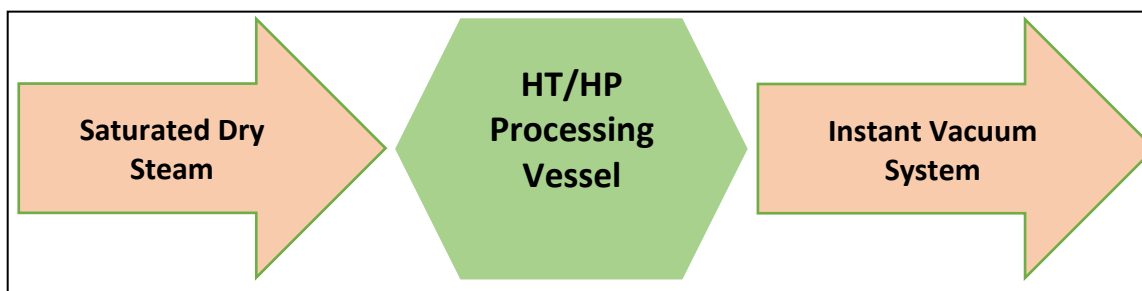 Saturated Dry
Steam
HT/HP
Processing
Vessel
Instant Vacuum
System